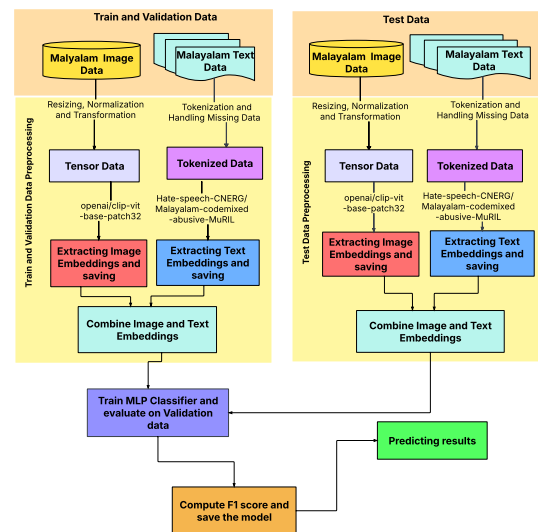 Train and Validation Data
Malyalam Image
Data
Malayalam Text
Data
Resizing, Normalization
and Transformation
Tokenization and
Handling Missing Data
Train and Validation Data Preprocessing
Tensor Data
Tokenized Data
openai/clip-vit
-base-patch32
Hate-speech-CNERG/
Malayalam-codemixed
-abusive-MuRIL
Extracting Image
Embeddings and
saving
Extracting Text
Embeddings and
saving
Combine Image and Text
Embeddings
Test Data
Malayalam Image
Data
Malayalam Text
Data
Resizing, Normalization
and Transformation
Tokenization and
Handling Missing Data
Test Data Preprocessing
Tensor Data
Tokenized Data
openai/clip-vit
-base-patch32
Hate-speech-CNERG/
Malayalam-codemixed
-abusive-MuRIL
Extracting Image
Embeddings and
saving
Extracting Text
Embeddings and
saving
Combine Image and Text
Embeddings
Train MLP Classifier and
evaluate on Validation
data
Predicting results
Compute F1 score and
save the model